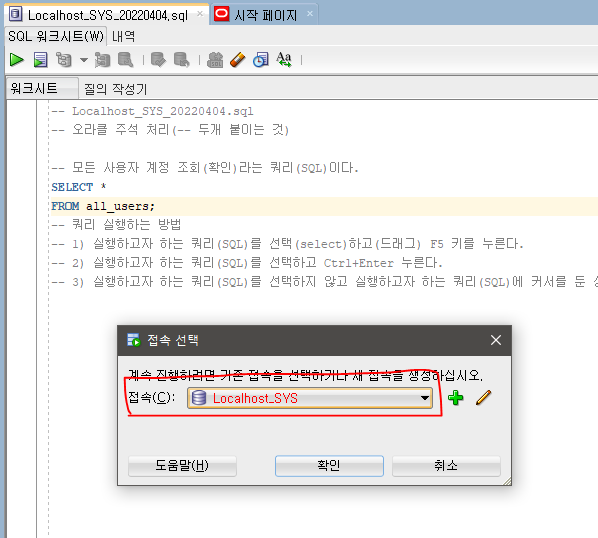 Localhost_SYS_20220404.sql
시작 페이지
SQL 워크시트(W) 내역
워크시트 질의 작성기
-- Localhost_SYS_20220404.sql
-- 오라클 주석 처리(-- 두개 붙이는 것)
-- 모든 사용자 계정 조회(확인)라는 쿼리(SQL)이다.
SELECT *
FROM all_users;
-- 쿼리 실행하는 방법
-- 1) 실행하고자 하는 쿼리(SQL)를 선택(select)하고(드래그) F5 키를 누른다.
-- 2) 실행하고자 하는 쿼리(SQL)를 선택하고 Ctrl+Enter 누른다.
-- 3) 실행하고자 하는 쿼리(SQL)를 선택하지 않고 실행하고자 하는 쿼리(SQL)에 커서를 둔
접속 선택
계속 진행하려면 기존 접속을 선택하거나 새 접속을 생성하십시오.
접속(C): Localhost_SYS
도움말(H) 확인 취소